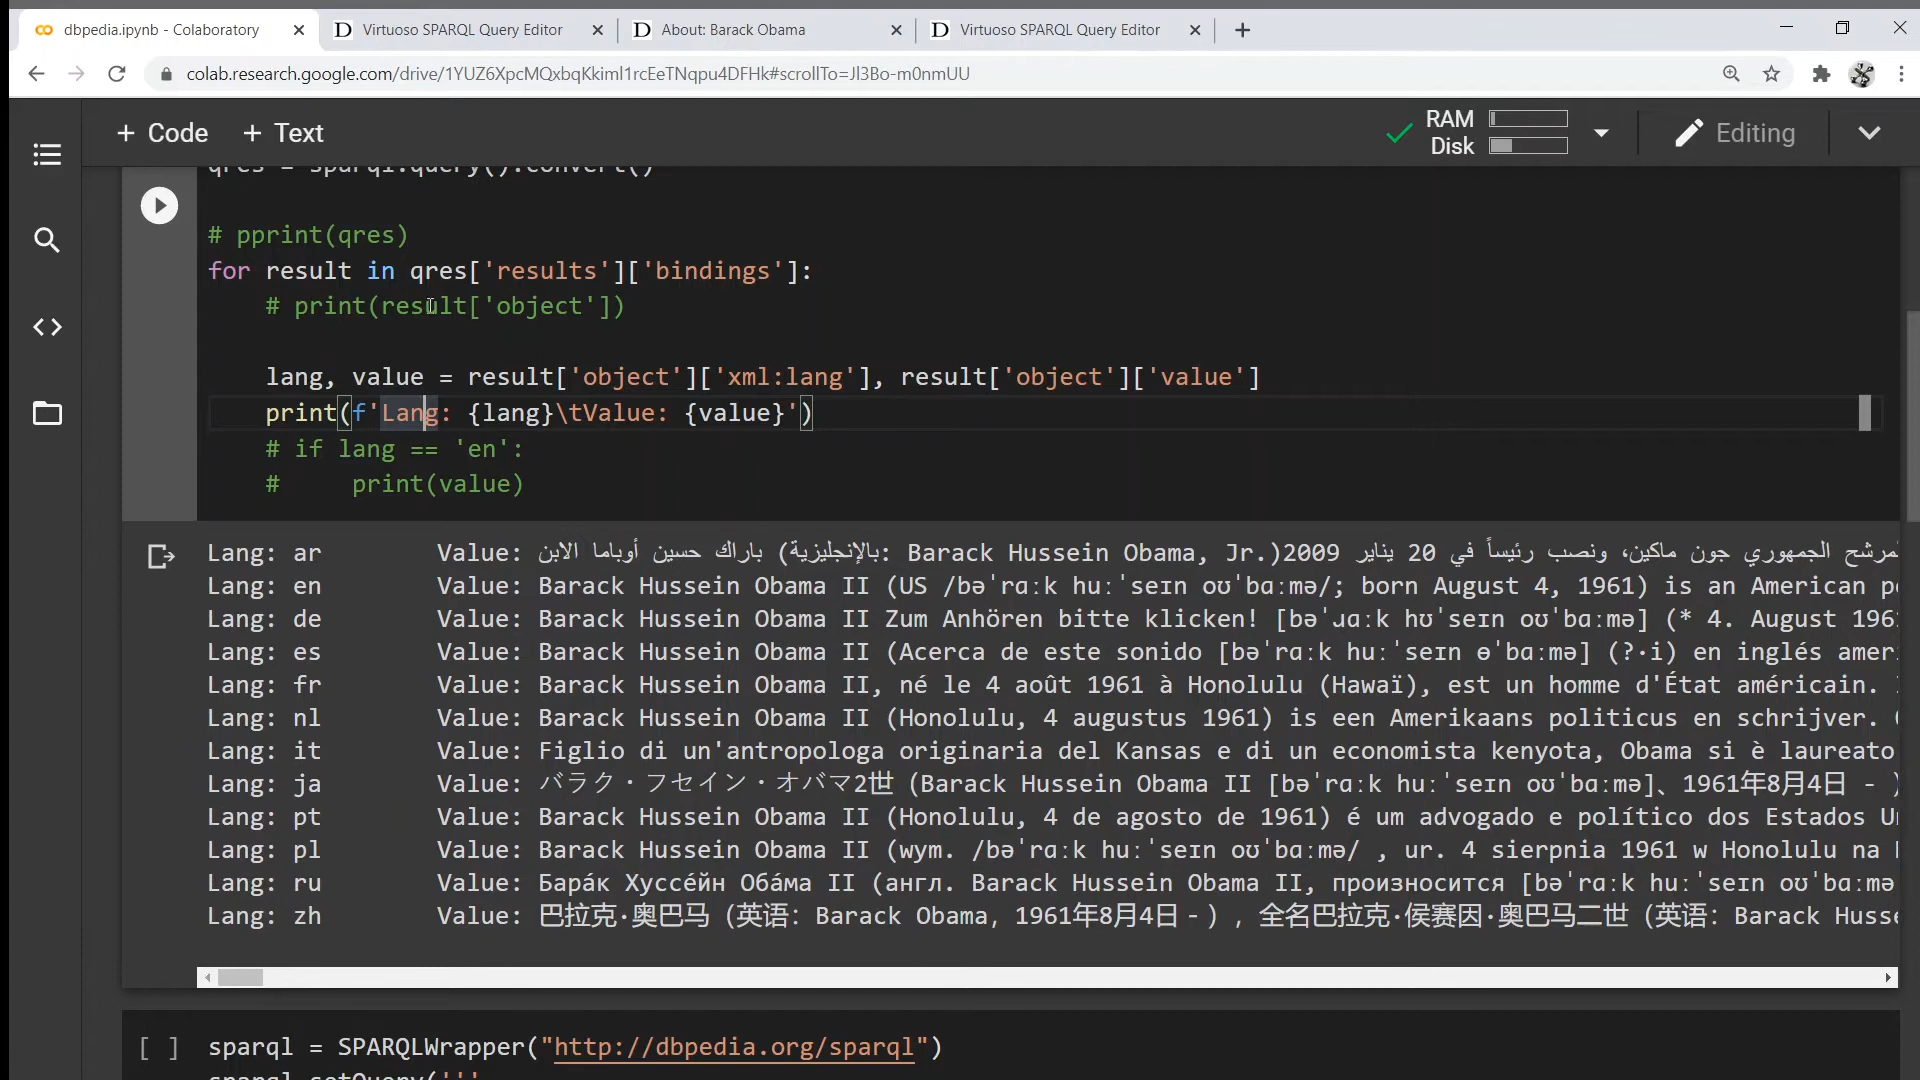 dbpedia.ipynb - Colaboratory
Virtuoso SPARQL Query Editor
About: Barack Obama
Virtuoso SPARQL Query Editor
colab.research.google.com/drive/1YUZ6XpcMQxbqKkiml1rcEeTNqpu4DFHk#scrollTo=Jl3Bo-m0nmUU
+ Code + Text
RAM
Disk
Editing
qres = sparql.query().convert()
# pprint(qres)
for result in qres['results']['bindings']:
# print(result['object'])
lang, value = result['object']['xml:lang'], result['object']['value']
print(f'Lang: {lang}\tValue: {value}')
# if lang == 'en':
#     print(value)
Lang: ar Value: باراك حسين أوباما الابن (بالإنجليزية: Barack Hussein Obama, Jr.)‏ 20 يناير 2009 المرشح الجمهوري جون ماكين، ونصب رئيساً في
Lang: en Value: Barack Hussein Obama II (US /bəˈrɑːk huːˈseɪn oʊˈbɑːmə/; born August 4, 1961) is an American
Lang: de Value: Barack Hussein Obama II Zum Anhören bitte klicken! [bəˈɹɑːk hʊˈseɪn oʊˈbɑːmə] (* 4. August 196
Lang: es Value: Barack Hussein Obama II (Acerca de este sonido [bəˈrɑːk huːˈseɪn ɵˈbɑːmə] (?·i) en inglés amer
Lang: fr Value: Barack Hussein Obama II, né le 4 août 1961 à Honolulu (Hawaï), est un homme d'État américain.
Lang: nl Value: Barack Hussein Obama II (Honolulu, 4 augustus 1961) is een Amerikaans politicus en schrijver.
Lang: it Value: Figlio di un'antropologa originaria del Kansas e di un economista kenyota, Obama si è laureato
Lang: ja Value: バラク・フセイン・オバマ2世 (Barack Hussein Obama II [bəˈrɑːk huːˈseɪn oʊˈbɑːmə]、1961年8月4日 - )
Lang: pt Value: Barack Hussein Obama II (Honolulu, 4 de agosto de 1961) é um advogado e político dos Estados U
Lang: pl Value: Barack Hussein Obama II (wym. /bəˈrɑːk huːˈseɪn oʊˈbɑːmə/ , ur. 4 sierpnia 1961 w Honolulu na
Lang: ru Value: Бара́к Хуссе́йн Оба́ма II (англ. Barack Hussein Obama II, произносится [bəˈrɑːk huːˈseɪn oʊˈbɑːmə
Lang: zh Value: 巴拉克·奥巴马（英语：Barack Obama，1961年8月4日－），全名巴拉克·侯赛因·奥巴马二世（英语：Barack Husse
[ ] sparql = SPARQLWrapper("http://dbpedia.org/sparql")
sparql.setQuery('''